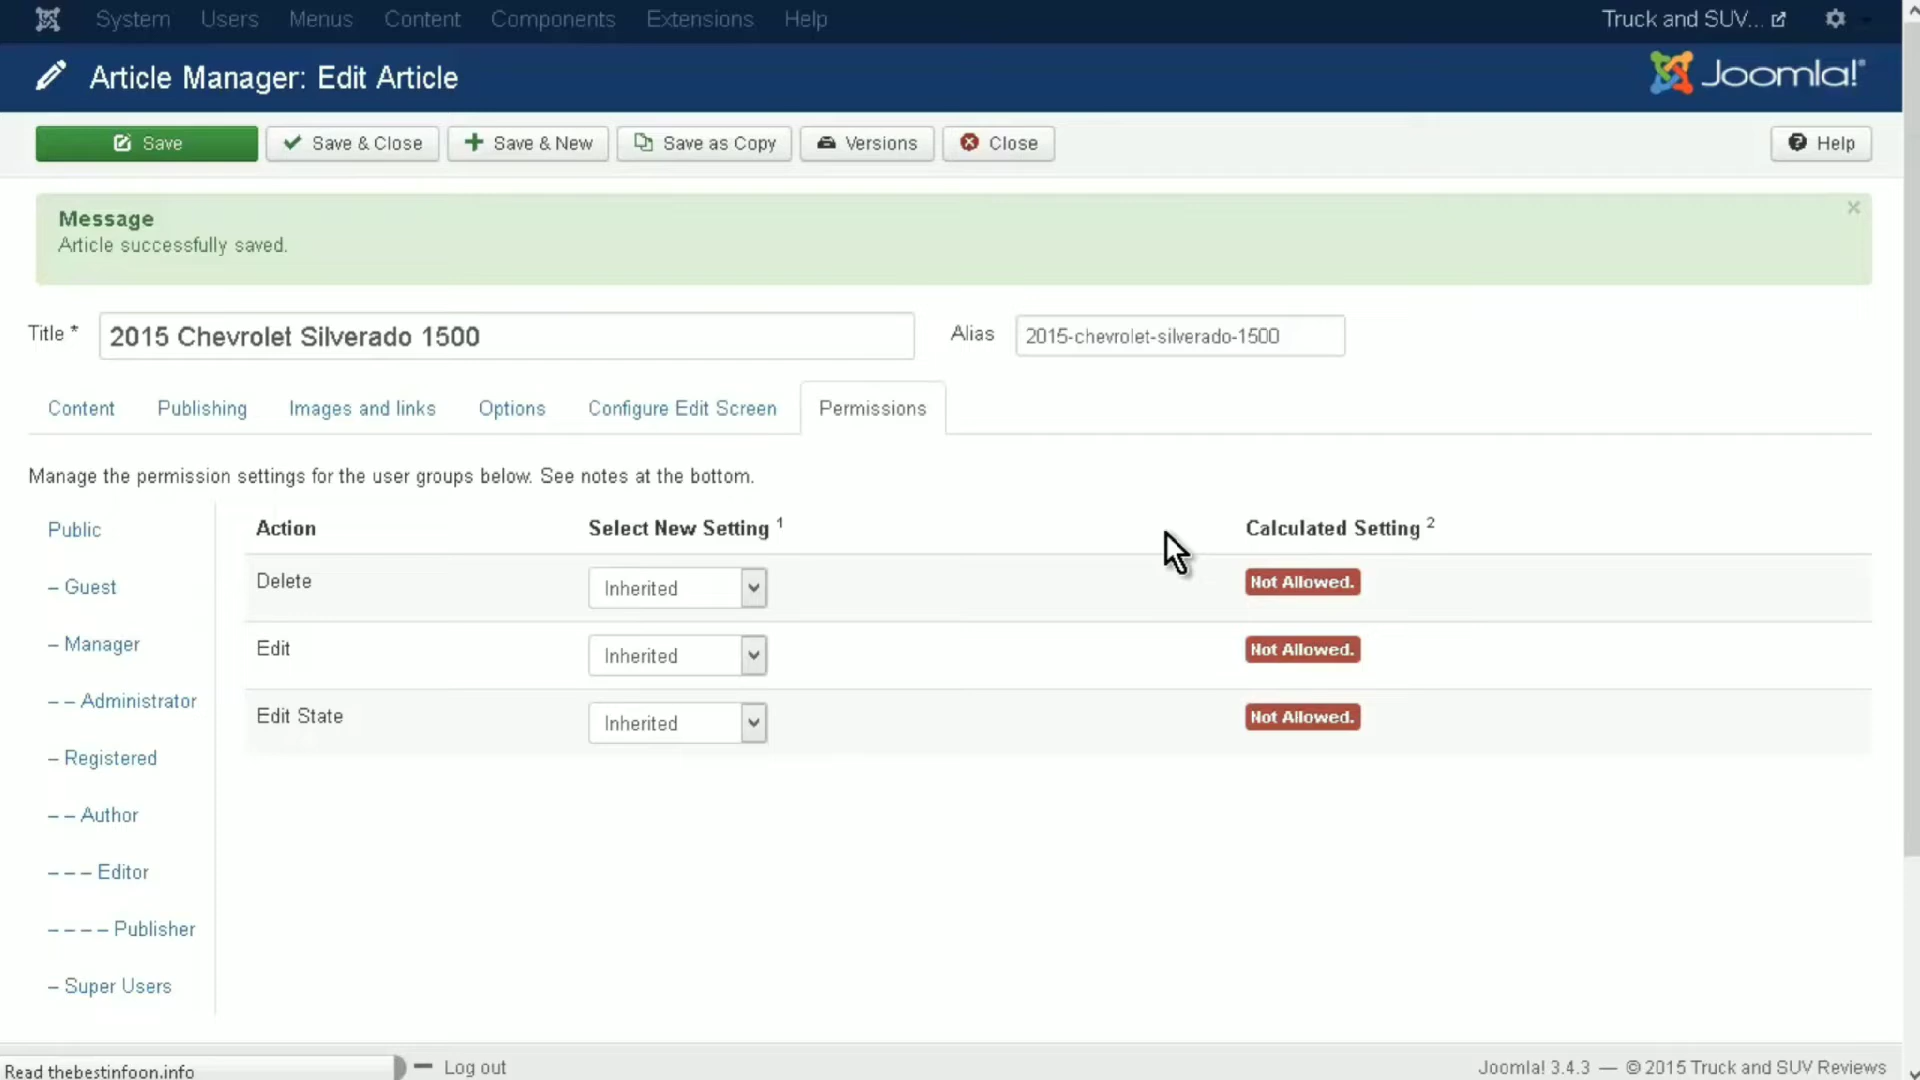 System Users Menus Content Components Extensions Help Truck and SUV...
Article Manager: Edit Article Joomla!®
Save Save & Close Save & New Save as Copy Versions Close Help
Message ×
Article successfully saved.
Title * 2015 Chevrolet Silverado 1500 Alias 2015-chevrolet-silverado-1500
Content Publishing Images and links Options Configure Edit Screen Permissions
Manage the permission settings for the user groups below. See notes at the bottom.
Public Action Select New Setting 1 Calculated Setting 2
– Guest Delete Inherited Not Allowed.
– Manager Edit Inherited Not Allowed.
– – Administrator Edit State Inherited Not Allowed.
– Registered
– – Author
– – – Editor
– – – – Publisher
– Super Users
Read thebestinfoon.info – Log out Joomla! 3.4.3 — © 2015 Truck and SUV Reviews